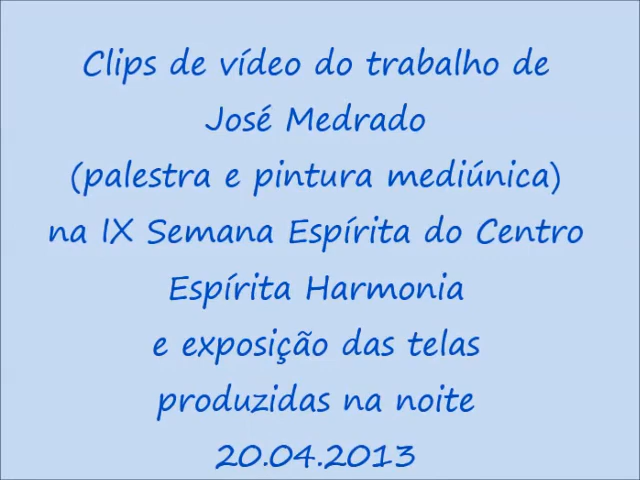 Clips de vídeo do trabalho de
José Medrado
(palestra e pintura mediúnica)
na IX Semana Espírita do Centro
Espírita Harmonia
e exposição das telas
produzidas na noite
20.04.2013